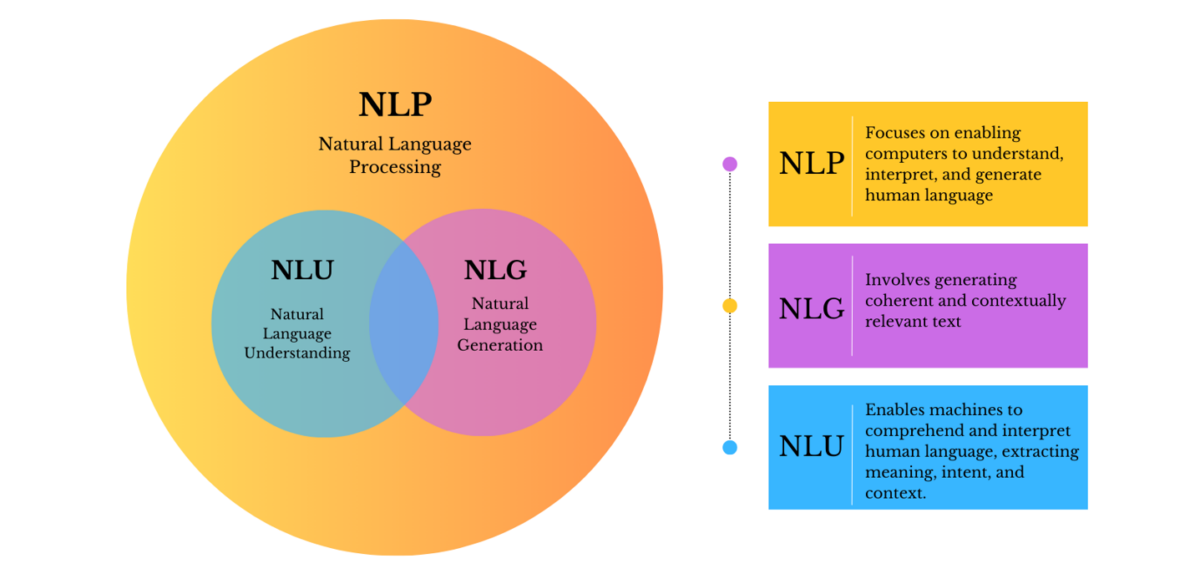 NLP
Natural Language
Processing
NLU
Natural
Language
Understanding
NLG
Natural
Language
Generation
NLP
Focuses on enabling
computers to understand,
interpret, and generate
human language
NLG
Involves generating
coherent and contextually
relevant text
NLU
Enables machines to
comprehend and interpret
human language, extracting
meaning, intent, and
context.